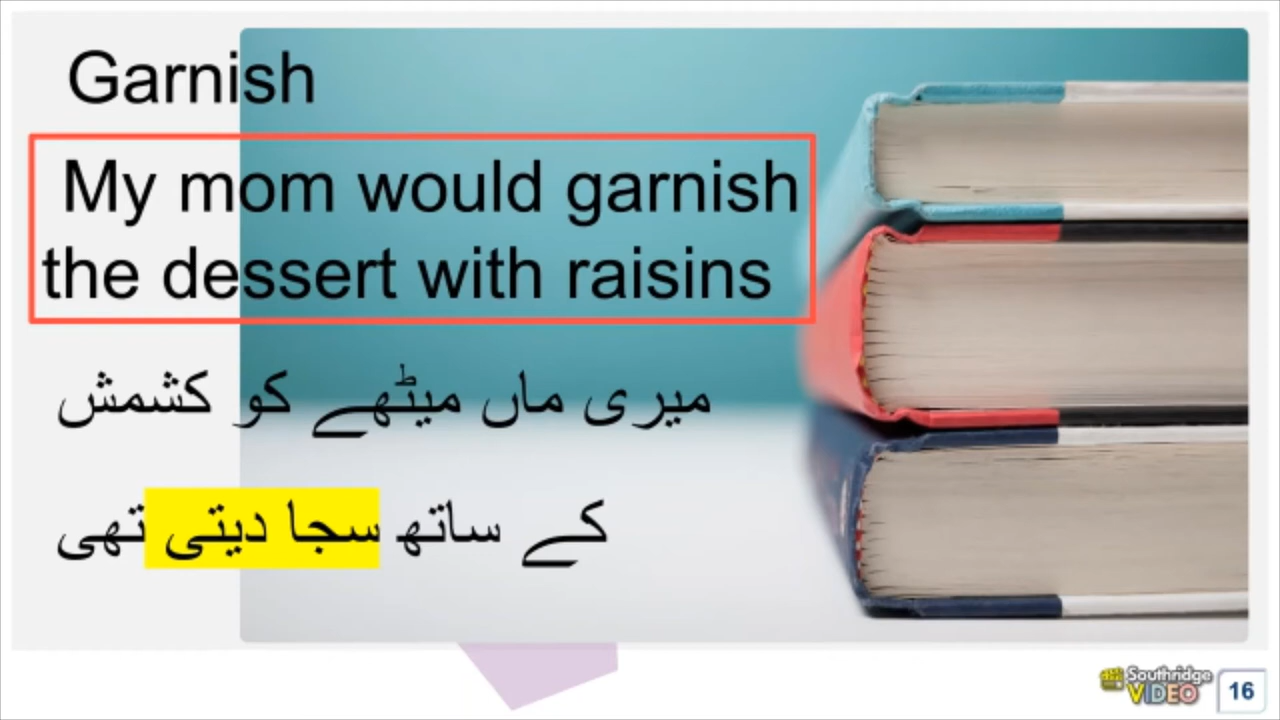 Garnish
My mom would garnish
the dessert with raisins
میری ماں میٹھے کو کشمش
کے ساتھ سجا دیتی تھی
Southridge
VIDEO
16